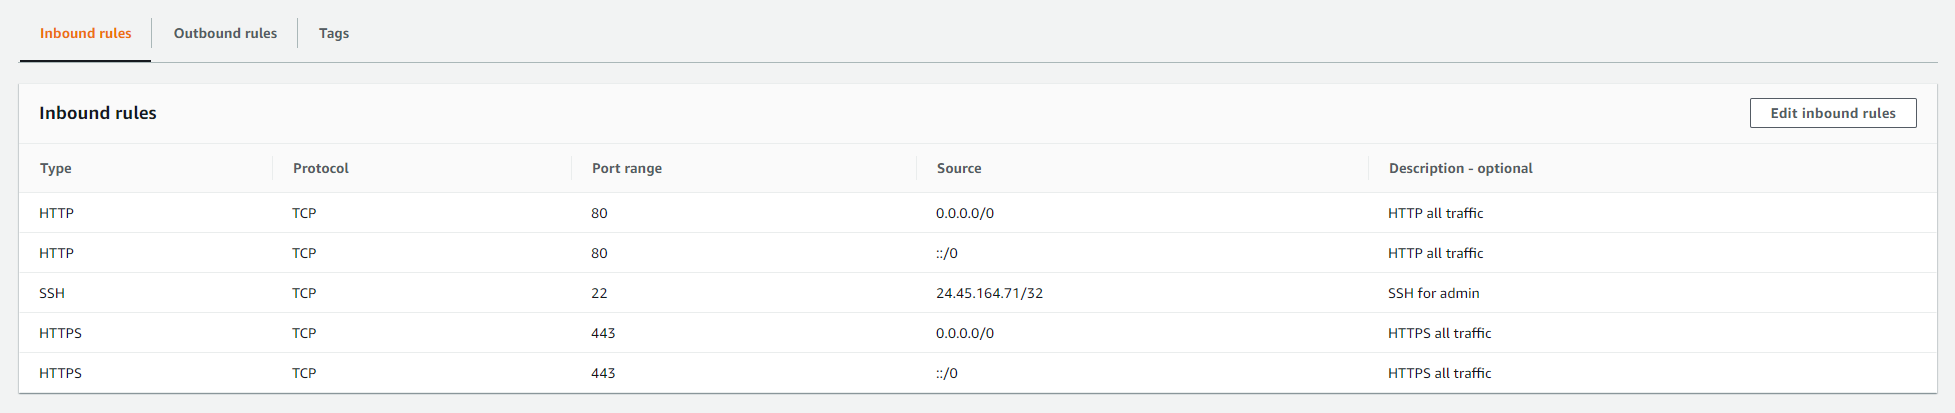 Inbound rules Outbound rules Tags
Inbound rules Edit inbound rules
Type Protocol Port range Source Description - optional
HTTP TCP 80 0.0.0.0/0 HTTP all traffic
HTTP TCP 80 ::/0 HTTP all traffic
SSH TCP 22 24.45.164.71/32 SSH for admin
HTTPS TCP 443 0.0.0.0/0 HTTPS all traffic
HTTPS TCP 443 ::/0 HTTPS all traffic